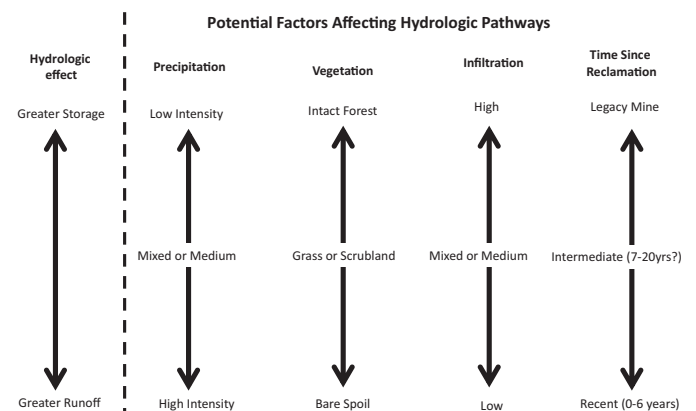 Potential Factors Affecting Hydrologic Pathways
Hydrologic
effect
Precipitation
Vegetation
Infiltration
Time Since
Reclamation
Greater Storage
Low Intensity
Intact Forest
High
Legacy Mine
Mixed or Medium
Grass or Scrubland
Mixed or Medium
Intermediate (7-20yrs?)
Greater Runoff
High Intensity
Bare Spoil
Low
Recent (0-6 years)